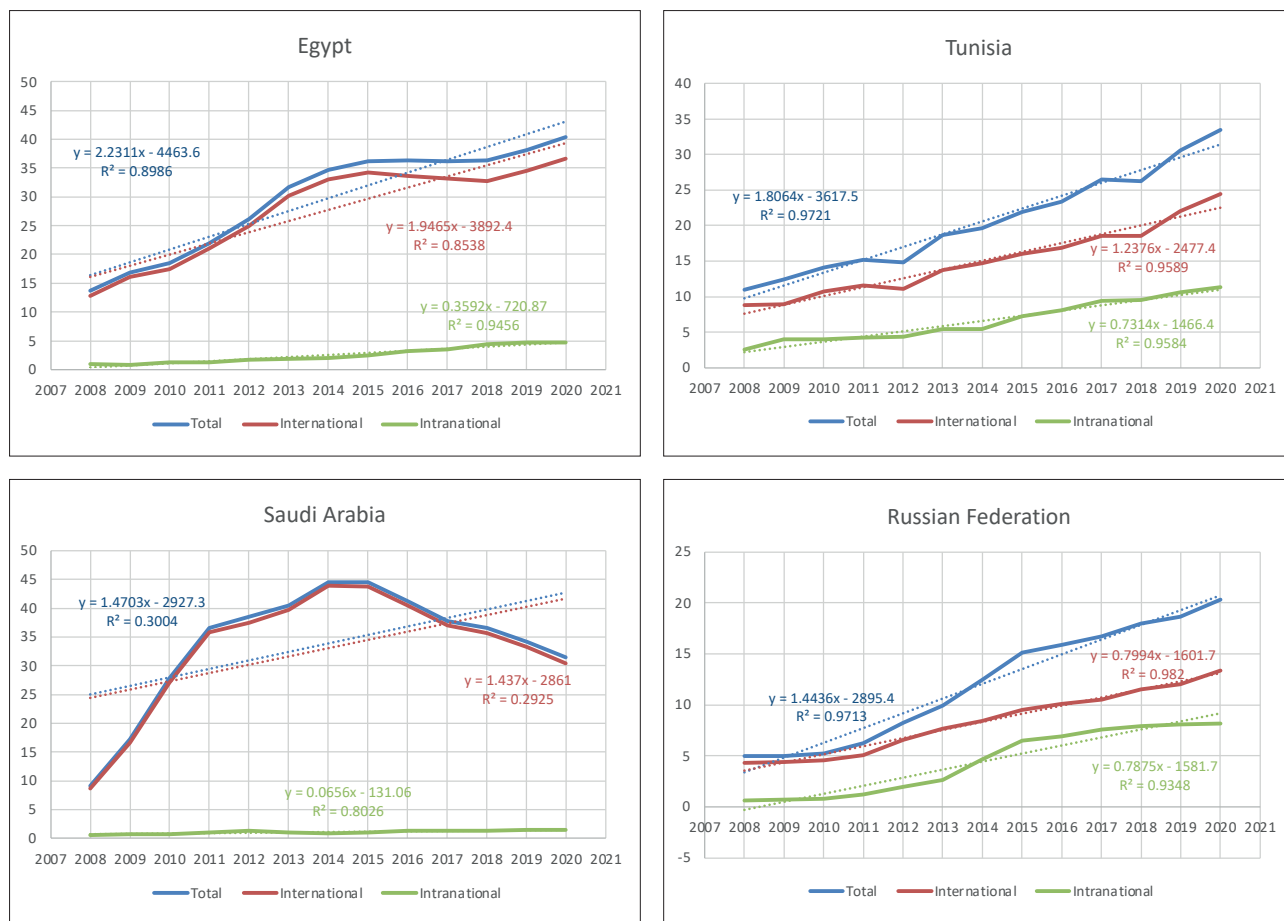 Egypt
50
45
40
35
30
25
20
15
10
5
0
y = 2.2311x - 4463.6
R² = 0.8986
y = 1.9465x - 3892.4
R² = 0.8538
y = 0.3592x - 720.87
R² = 0.9456
2007 2008 2009 2010 2011 2012 2013 2014 2015 2016 2017 2018 2019 2020 2021
Total International Intranational
Tunisia
40
35
30
25
20
15
10
5
0
y = 1.8064x - 3617.5
R² = 0.9721
y = 1.2376x - 2477.4
R² = 0.9589
y = 0.7314x - 1466.4
R² = 0.9584
2007 2008 2009 2010 2011 2012 2013 2014 2015 2016 2017 2018 2019 2020 2021
Total International Intranational
Saudi Arabia
50
45
40
35
30
25
20
15
10
5
0
y = 1.4703x - 2927.3
R² = 0.3004
y = 1.437x - 2861
R² = 0.2925
y = 0.0656x - 131.06
R² = 0.8026
2007 2008 2009 2010 2011 2012 2013 2014 2015 2016 2017 2018 2019 2020 2021
Total International Intranational
Russian Federation
25
20
15
10
5
0
-5
y = 1.4436x - 2895.4
R² = 0.9713
y = 0.7994x - 1601.7
R² = 0.982
y = 0.7875x - 1581.7
R² = 0.9348
2007 2008 2009 2010 2011 2012 2013 2014 2015 2016 2017 2018 2019 2020 2021
Total International Intranational